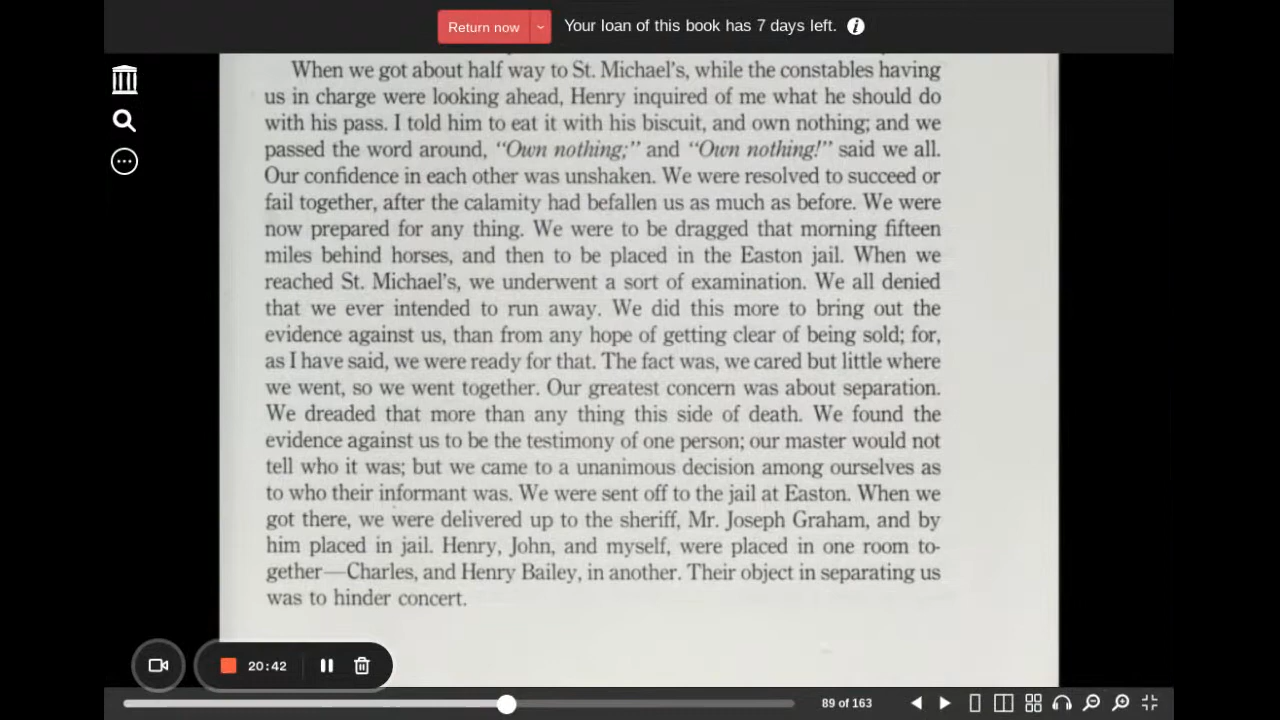 Return now
Your loan of this book has 7 days left.
When we got about half way to St. Michael's, while the constables having
us in charge were looking ahead, Henry inquired of me what he should do
with his pass. I told him to eat it with his biscuit, and own nothing; and we
passed the word around, "Own nothing;" and "Own nothing!" said we all.
Our confidence in each other was unshaken. We were resolved to succeed or
fail together, after the calamity had befallen us as much as before. We were
now prepared for any thing. We were to be dragged that morning fifteen
miles behind horses, and then to be placed in the Easton jail. When we
reached St. Michael's, we underwent a sort of examination. We all denied
that we ever intended to run away. We did this more to bring out the
evidence against us, than from any hope of getting clear of being sold; for,
as I have said, we were ready for that. The fact was, we cared but little where
we went, so we went together. Our greatest concern was about separation.
We dreaded that more than any thing this side of death. We found the
evidence against us to be the testimony of one person; our master would not
tell who it was; but we came to a unanimous decision among ourselves as
to who their informant was. We were sent off to the jail at Easton. When we
got there, we were delivered up to the sheriff, Mr. Joseph Graham, and by
him placed in jail. Henry, John, and myself, were placed in one room to-
gether—Charles, and Henry Bailey, in another. Their object in separating us
was to hinder concert.
20:42
89 of 163